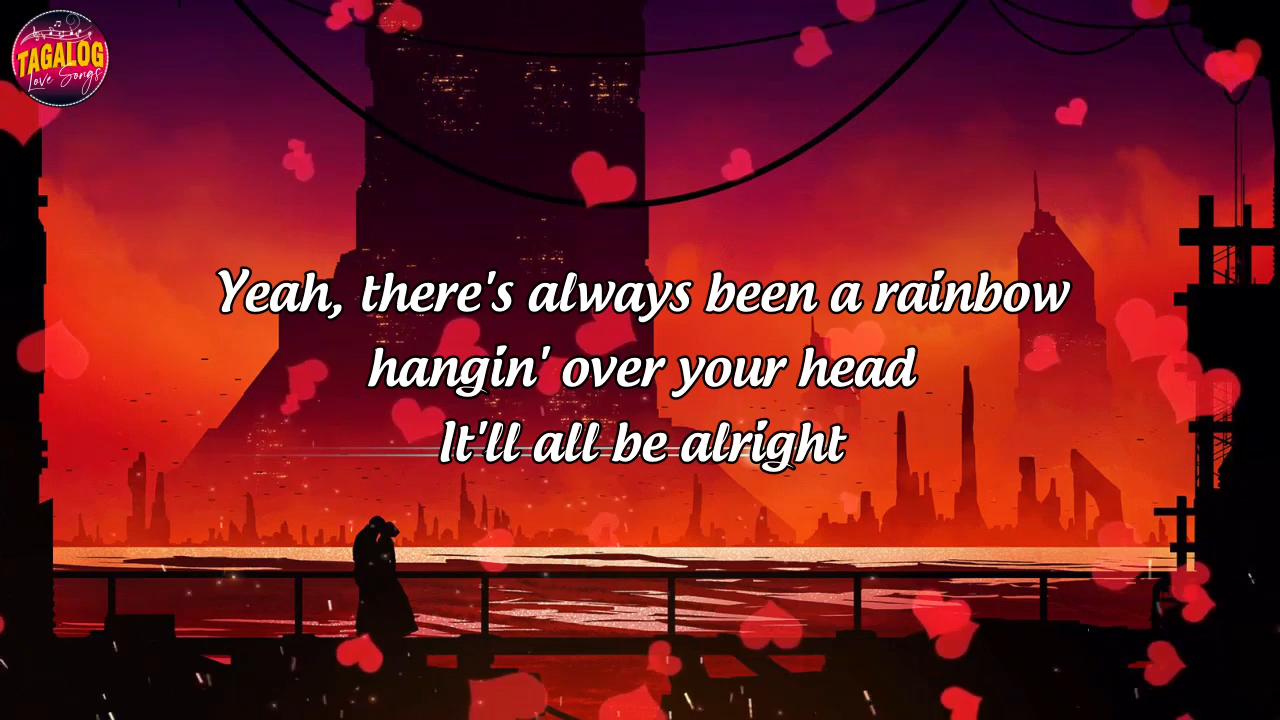 TAGALOG
Love Songs
Yeah, there's always been a rainbow
hangin' over your head
It'll all be alright